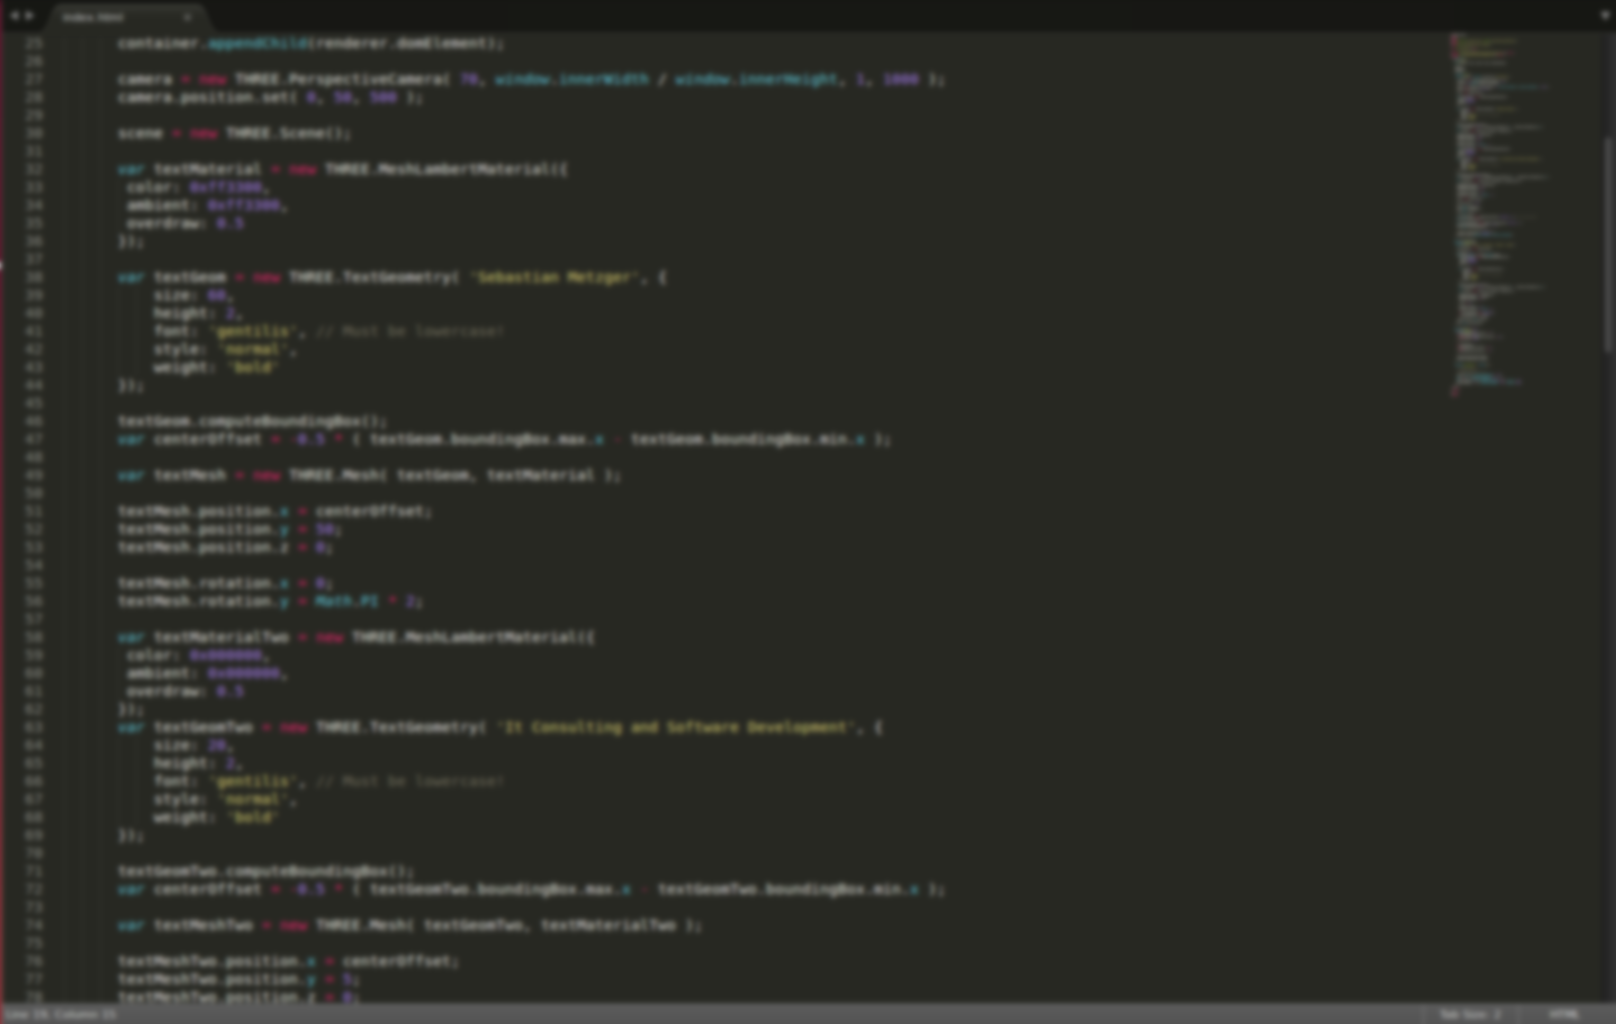 index.html
25 container.appendChild(renderer.domElement);
26
27 camera = new THREE.PerspectiveCamera( 70, window.innerWidth / window.innerHeight, 1, 1000 );
28 camera.position.set( 0, 50, 500 );
29
30 scene = new THREE.Scene();
31
32 var textMaterial = new THREE.MeshLambertMaterial({
33 color: 0xff3300,
34 ambient: 0xff3300,
35 overdraw: 0.5
36 });
37
38 var textGeom = new THREE.TextGeometry( 'Sebastian Metzger', {
39 size: 60,
40 height: 2,
41 font: 'gentilis', // Must be lowercase!
42 style: 'normal',
43 weight: 'bold'
44 });
45
46 textGeom.computeBoundingBox();
47 var centerOffset = -0.5 * ( textGeom.boundingBox.max.x - textGeom.boundingBox.min.x );
48
49 var textMesh = new THREE.Mesh( textGeom, textMaterial );
50
51 textMesh.position.x = centerOffset;
52 textMesh.position.y = 50;
53 textMesh.position.z = 0;
54
55 textMesh.rotation.x = 0;
56 textMesh.rotation.y = Math.PI * 2;
57
58 var textMaterialTwo = new THREE.MeshLambertMaterial({
59 color: 0x000000,
60 ambient: 0x000000,
61 overdraw: 0.5
62 });
63 var textGeomTwo = new THREE.TextGeometry( 'It Consulting and Software Development', {
64 size: 20,
65 height: 2,
66 font: 'gentilis', // Must be lowercase!
67 style: 'normal',
68 weight: 'bold'
69 });
70
71 textGeomTwo.computeBoundingBox();
72 var centerOffset = -0.5 * ( textGeomTwo.boundingBox.max.x - textGeomTwo.boundingBox.min.x );
73
74 var textMeshTwo = new THREE.Mesh( textGeomTwo, textMaterialTwo );
75
76 textMeshTwo.position.x = centerOffset;
77 textMeshTwo.position.y = 5;
78 textMeshTwo.position.z = 0;
Line Column Tab Size: 2 HTML